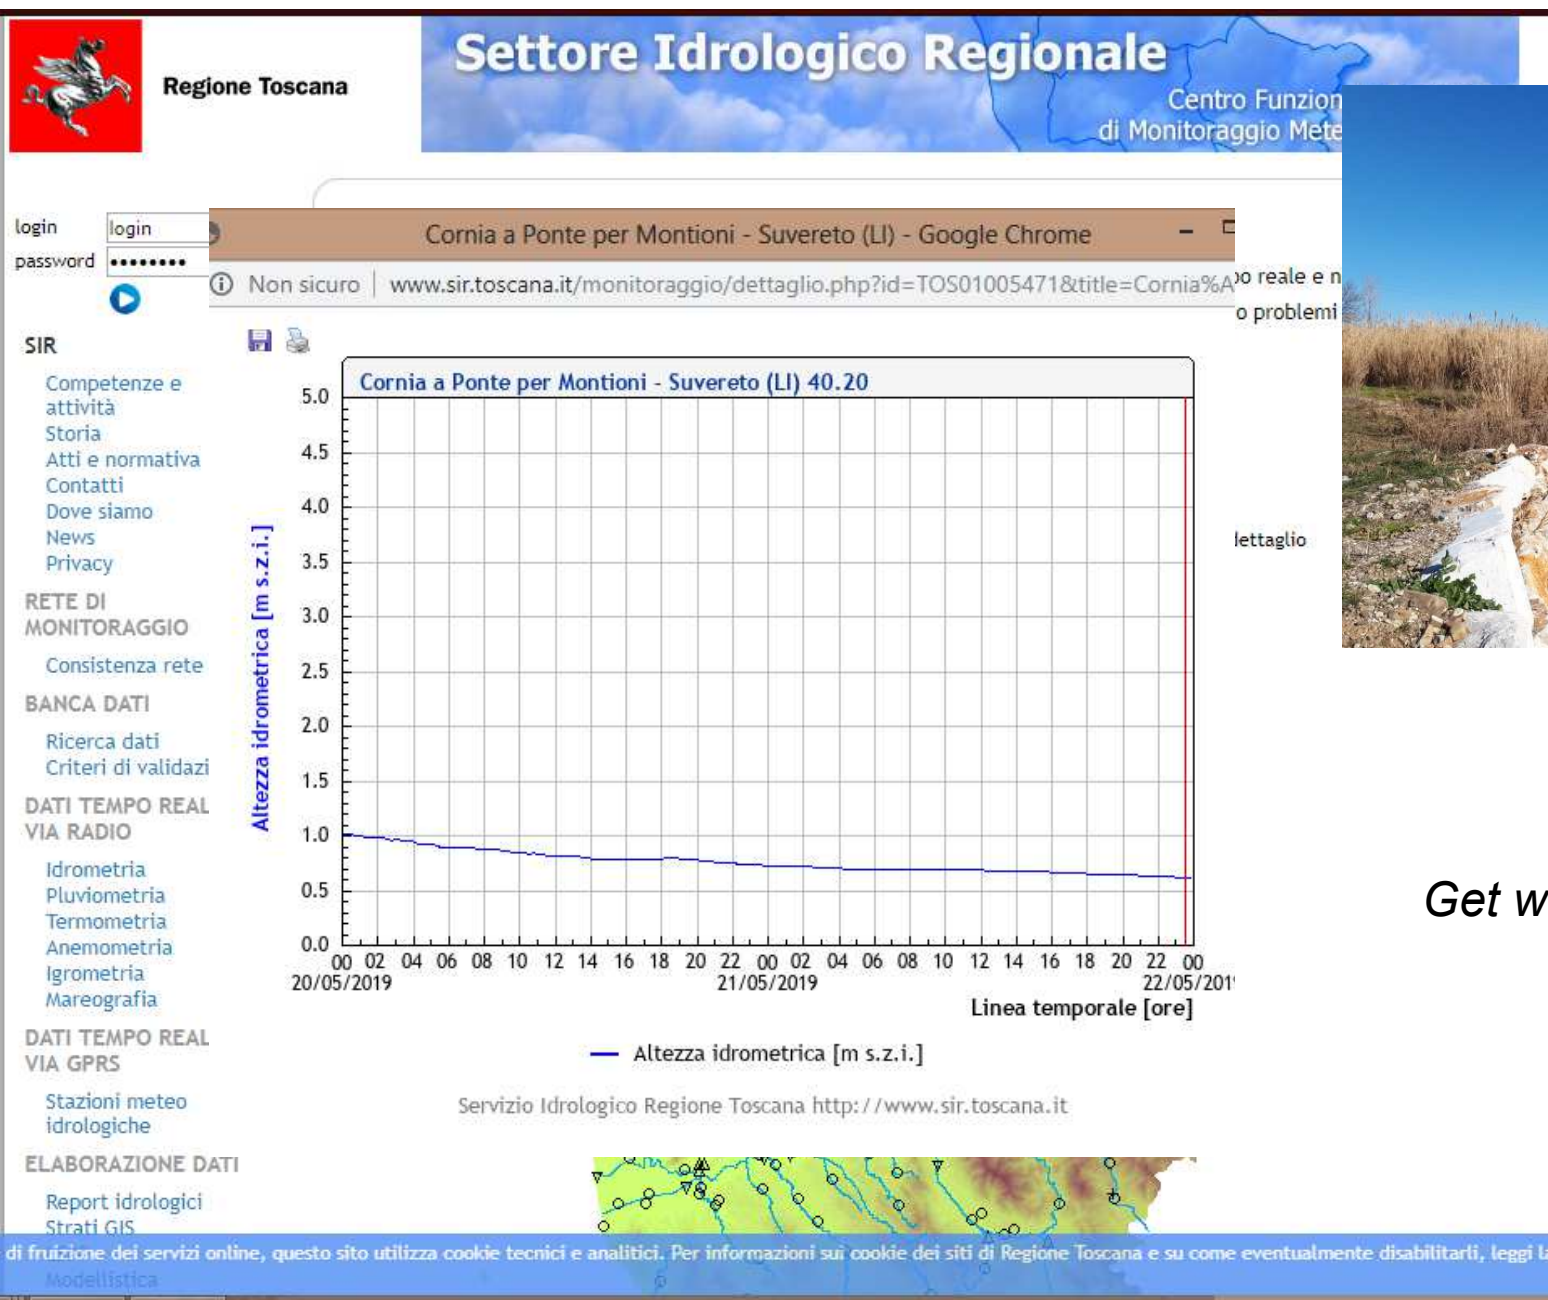 Regione Toscana
Settore Idrologico Regionale
Centro Funzion
di Monitoraggio Mete
login
login
password
SIR
Competenze e
attività
Storia
Atti e normativa
Contatti
Dove siamo
News
Privacy
RETE DI
MONITORAGGIO
Consistenza rete
BANCA DATI
Ricerca dati
Criteri di validazi
DATI TEMPO REAL
VIA RADIO
Idrometria
Pluviometria
Termometria
Anemometria
Igrometria
Mareografia
DATI TEMPO REAL
VIA GPRS
Stazioni meteo
idrologiche
ELABORAZIONE DATI
Report idrologici
Strati GIS
Modellistica
Cornia a Ponte per Montioni - Suvereto (LI) - Google Chrome
Non sicuro | www.sir.toscana.it/monitoraggio/dettaglio.php?id=TOS01005471&title=Cornia%A
po reale e n
o problemi
dettaglio
Cornia a Ponte per Montioni - Suvereto (LI) 40.20
Altezza idrometrica [m s.z.i.]
5.0
4.5
4.0
3.5
3.0
2.5
2.0
1.5
1.0
0.5
0.0
00 02 04 06 08 10 12 14 16 18 20 22 00 02 04 06 08 10 12 14 16 18 20 22 00
20/05/2019 21/05/2019 22/05/201
Linea temporale [ore]
Altezza idrometrica [m s.z.i.]
Servizio Idrologico Regione Toscana http://www.sir.toscana.it
Get w
di fruizione dei servizi online, questo sito utilizza cookie tecnici e analitici. Per informazioni sui cookie dei siti di Regione Toscana e su come eventualmente disabilitarli, leggi la